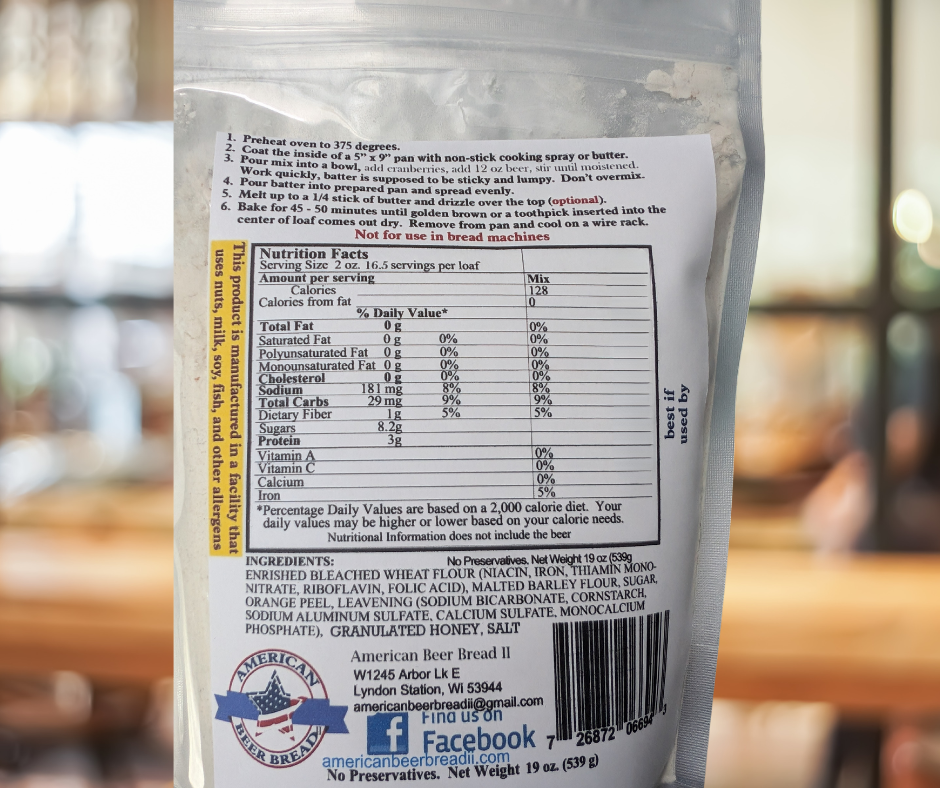 1. Preheat oven to 375 degrees.
2. Coat the inside of a 5" x 9" pan with non-stick cooking spray or butter.
3. Pour mix into a bowl, add cranberries, add 12 oz beer, stir until moistened.
Work quickly, batter is supposed to be sticky and lumpy. Don't overmix.
4. Pour batter into prepared pan and spread evenly.
5. Melt up to a 1/4 stick of butter and drizzle over the top (optional).
6. Bake for 45 - 50 minutes until golden brown or a toothpick inserted into the
center of loaf comes out dry. Remove from pan and cool on a wire rack.
Not for use in bread machines
This product is manufactured in a facility that
uses nuts, milk, soy, fish, and other allergens
Nutrition Facts
Serving Size 2 oz. 16.5 servings per loaf
Amount per serving Mix
Calories 128
Calories from fat 0
% Daily Value*
Total Fat 0 g 0%
Saturated Fat 0 g 0% 0%
Polyunsaturated Fat 0 g 0% 0%
Monounsaturated Fat 0 g 0% 0%
Cholesterol 0 g 0% 0%
Sodium 181 mg 8% 8%
Total Carbs 29 mg 9% 9%
Dietary Fiber 1g 5% 5%
Sugars 8.2g
Protein 3g
Vitamin A 0%
Vitamin C 0%
Calcium 0%
Iron 5%
*Percentage Daily Values are based on a 2,000 calorie diet. Your
daily values may be higher or lower based on your calorie needs.
Nutritional Information does not include the beer
best if
used by
INGREDIENTS: No Preservatives. Net Weight 19 oz (539g
ENRISHED BLEACHED WHEAT FLOUR (NIACIN, IRON, THIAMIN MONO-
NITRATE, RIBOFLAVIN, FOLIC ACID), MALTED BARLEY FLOUR, SUGAR,
ORANGE PEEL, LEAVENING (SODIUM BICARBONATE, CORNSTARCH,
SODIUM ALUMINUM SULFATE, CALCIUM SULFATE, MONOCALCIUM
PHOSPHATE), GRANULATED HONEY, SALT
AMERICAN
BEER BREAD
American Beer Bread II
W1245 Arbor Lk E
Lyndon Station, WI 53944
americanbeerbreadii@gmail.com
Find us on
f Facebook
americanbeerbreadii.com
No Preservatives. Net Weight 19 oz. (539 g)
7 26872 06694 3